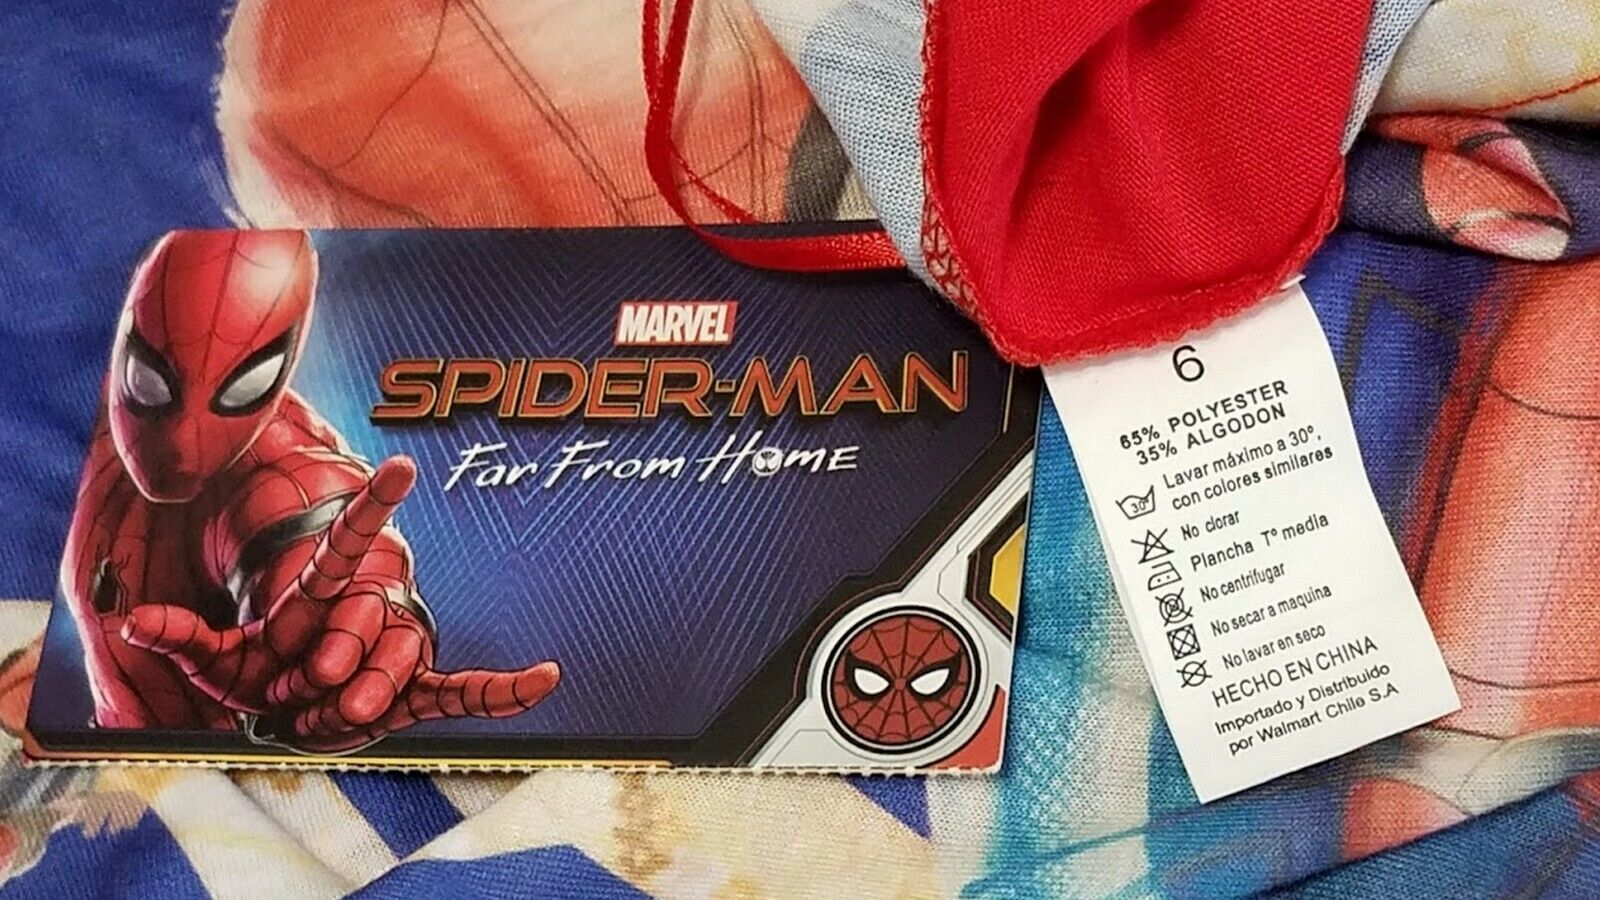 MARVEL
SPIDER-MAN
Far From Home
6
65% POLYESTER
35% ALGODON
30°
Lavar máximo a 30°,
con colores similares
No clorar
Plancha Tº media
No centrifugar
No secar a maquina
No lavar en seco
HECHO EN CHINA
Importado y Distribuido
por Walmart Chile S.A